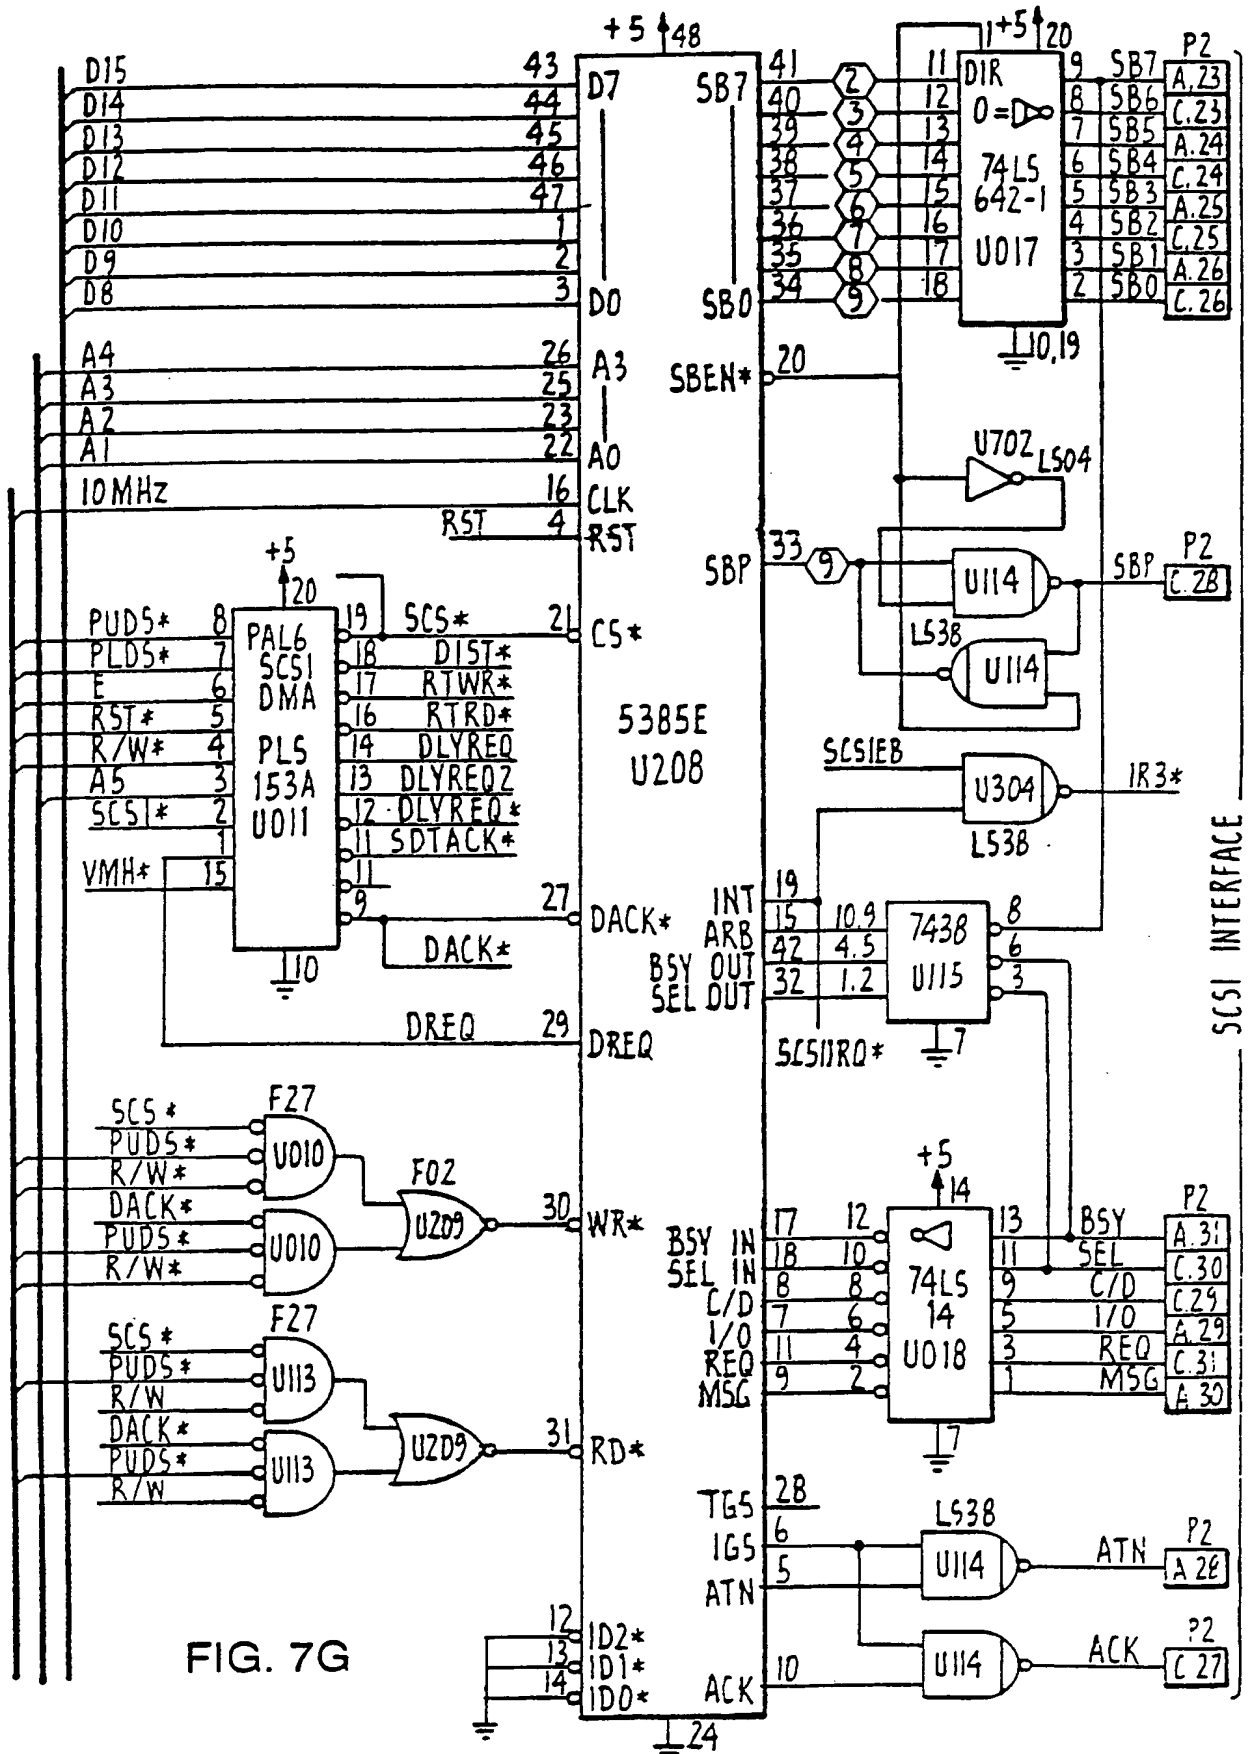 +5 48
1 +5 20
P2
D15 43 D7 SB7 41 2 11 DIR 9 SB7 A.23
D14 44 40 3 12 0= 8 SB6 C.23
D13 45 39 4 13 7 SB5 A.24
D12 46 38 5 14 74LS 6 SB4 C.24
D11 47 37 6 15 642-1 5 SB3 A.25
D10 1 36 7 16 4 SB2 C.25
D9 2 35 8 17 U017 3 SB1 A.26
D8 3 D0 SB0 34 9 18 2 SB0 C.26
10,19
A4 26 A3 SBEN* 20
A3 25
A2 23
A1 22 A0
U702 LS04
10MHz 16 CLK
RST 4 RST
SBP 33 9 U114 SBP P2 C.28
LS38
U114
+5 20
PUDS* 8 PAL6 19 SCS* 21 CS*
PLDS* 7 SCSI 18 DIST*
E 6 DMA 17 RTWR*
RST* 5 16 RTRD*
R/W* 4 PLS 14 DLYREQ
A5 3 153A 13 DLYREQ2
SCSI* 2 U011 12 DLYREQ*
1 11 SDTACK*
VMH* 15 11
9 27 DACK*
DACK*
10
5385E
U208
SCSIEB U304 IR3*
LS38
INT 19
ARB 15 10.9 7438 8
BSY OUT 42 4.5 6
SEL OUT 32 1.2 U115 3
7
SCSIIRQ*
DREQ 29 DREQ
SCSI INTERFACE
F27
SCS*
PUDS* U010
R/W*
F02
DACK* U209 30 WR*
PUDS* U010
R/W*
F27
SCS*
PUDS* U113
R/W
DACK* U209 31 RD*
PUDS* U113
R/W
+5 14
P2
BSY IN 17 12 13 BSY A.31
SEL IN 18 10 11 SEL C.30
C/D 8 8 74LS 9 C/D C.29
I/O 7 6 14 5 I/O A.29
REQ 11 4 U018 3 REQ C.31
MSG 9 2 1 MSG A.30
7
TGS 28
IGS 6 LS38
ATN 5 U114 ATN P2 A.28
12 ID2*
13 ID1*
14 ID0*
ACK 10 U114 ACK P2 C.27
24
FIG. 7G